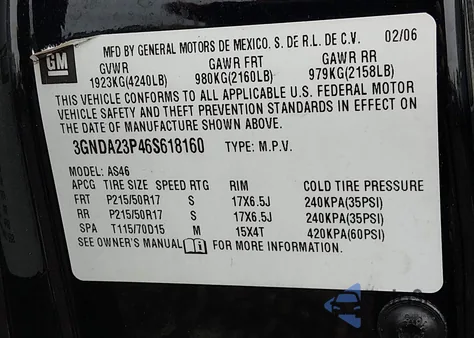 GM
MFD BY GENERAL MOTORS DE MEXICO. S. DE R.L. DE C.V. 02/06
GVWR GAWR FRT GAWR RR
1923KG(4240LB) 980KG(2160LB) 979KG(2158LB)
THIS VEHICLE CONFORMS TO ALL APPLICABLE U.S. FEDERAL MOTOR
VEHICLE SAFETY AND THEFT PREVENTION STANDARDS IN EFFECT ON
THE DATE OF MANUFACTURE SHOWN ABOVE.
3GNDA23P46S618160 TYPE: M.P.V.
MODEL: AS46
APCG TIRE SIZE SPEED RTG RIM COLD TIRE PRESSURE
FRT P215/50R17 S 17X6.5J 240KPA(35PSI)
RR P215/50R17 S 17X6.5J 240KPA(35PSI)
SPA T115/70D15 M 15X4T 420KPA(60PSI)
SEE OWNER'S MANUAL FOR MORE INFORMATION.